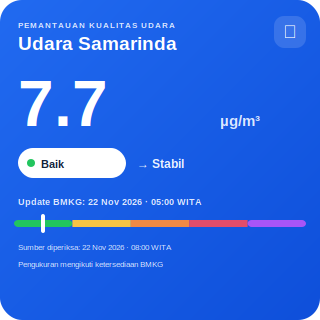 PEMANTAUAN KUALITAS UDARA
Udara Samarinda
7.7
µg/m³
Baik
→ Stabil
Update BMKG: 22 Nov 2026 · 05:00 WITA
Sumber diperiksa: 22 Nov 2026 · 08:00 WITA
Pengukuran mengikuti ketersediaan BMKG